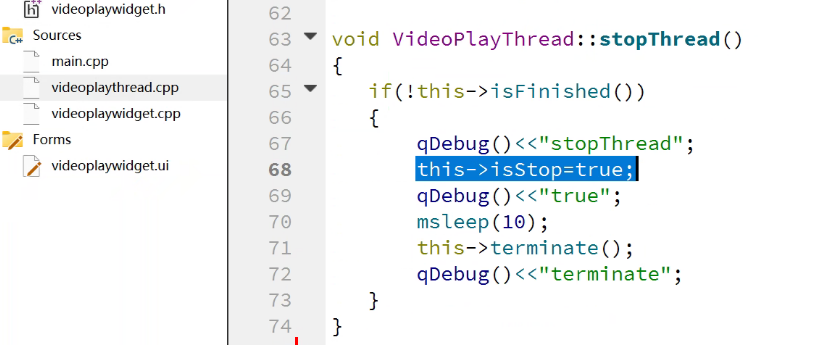 videoplaywidget.h
Sources
main.cpp
videoplaythread.cpp
videoplaywidget.cpp
Forms
videoplaywidget.ui
62
63 void VideoPlayThread::stopThread()
64 {
65 if(!this->isFinished())
66 {
67 qDebug()<<"stopThread";
68 this->isStop=true;
69 qDebug()<<"true";
70 msleep(10);
71 this->terminate();
72 qDebug()<<"terminate";
73 }
74 }